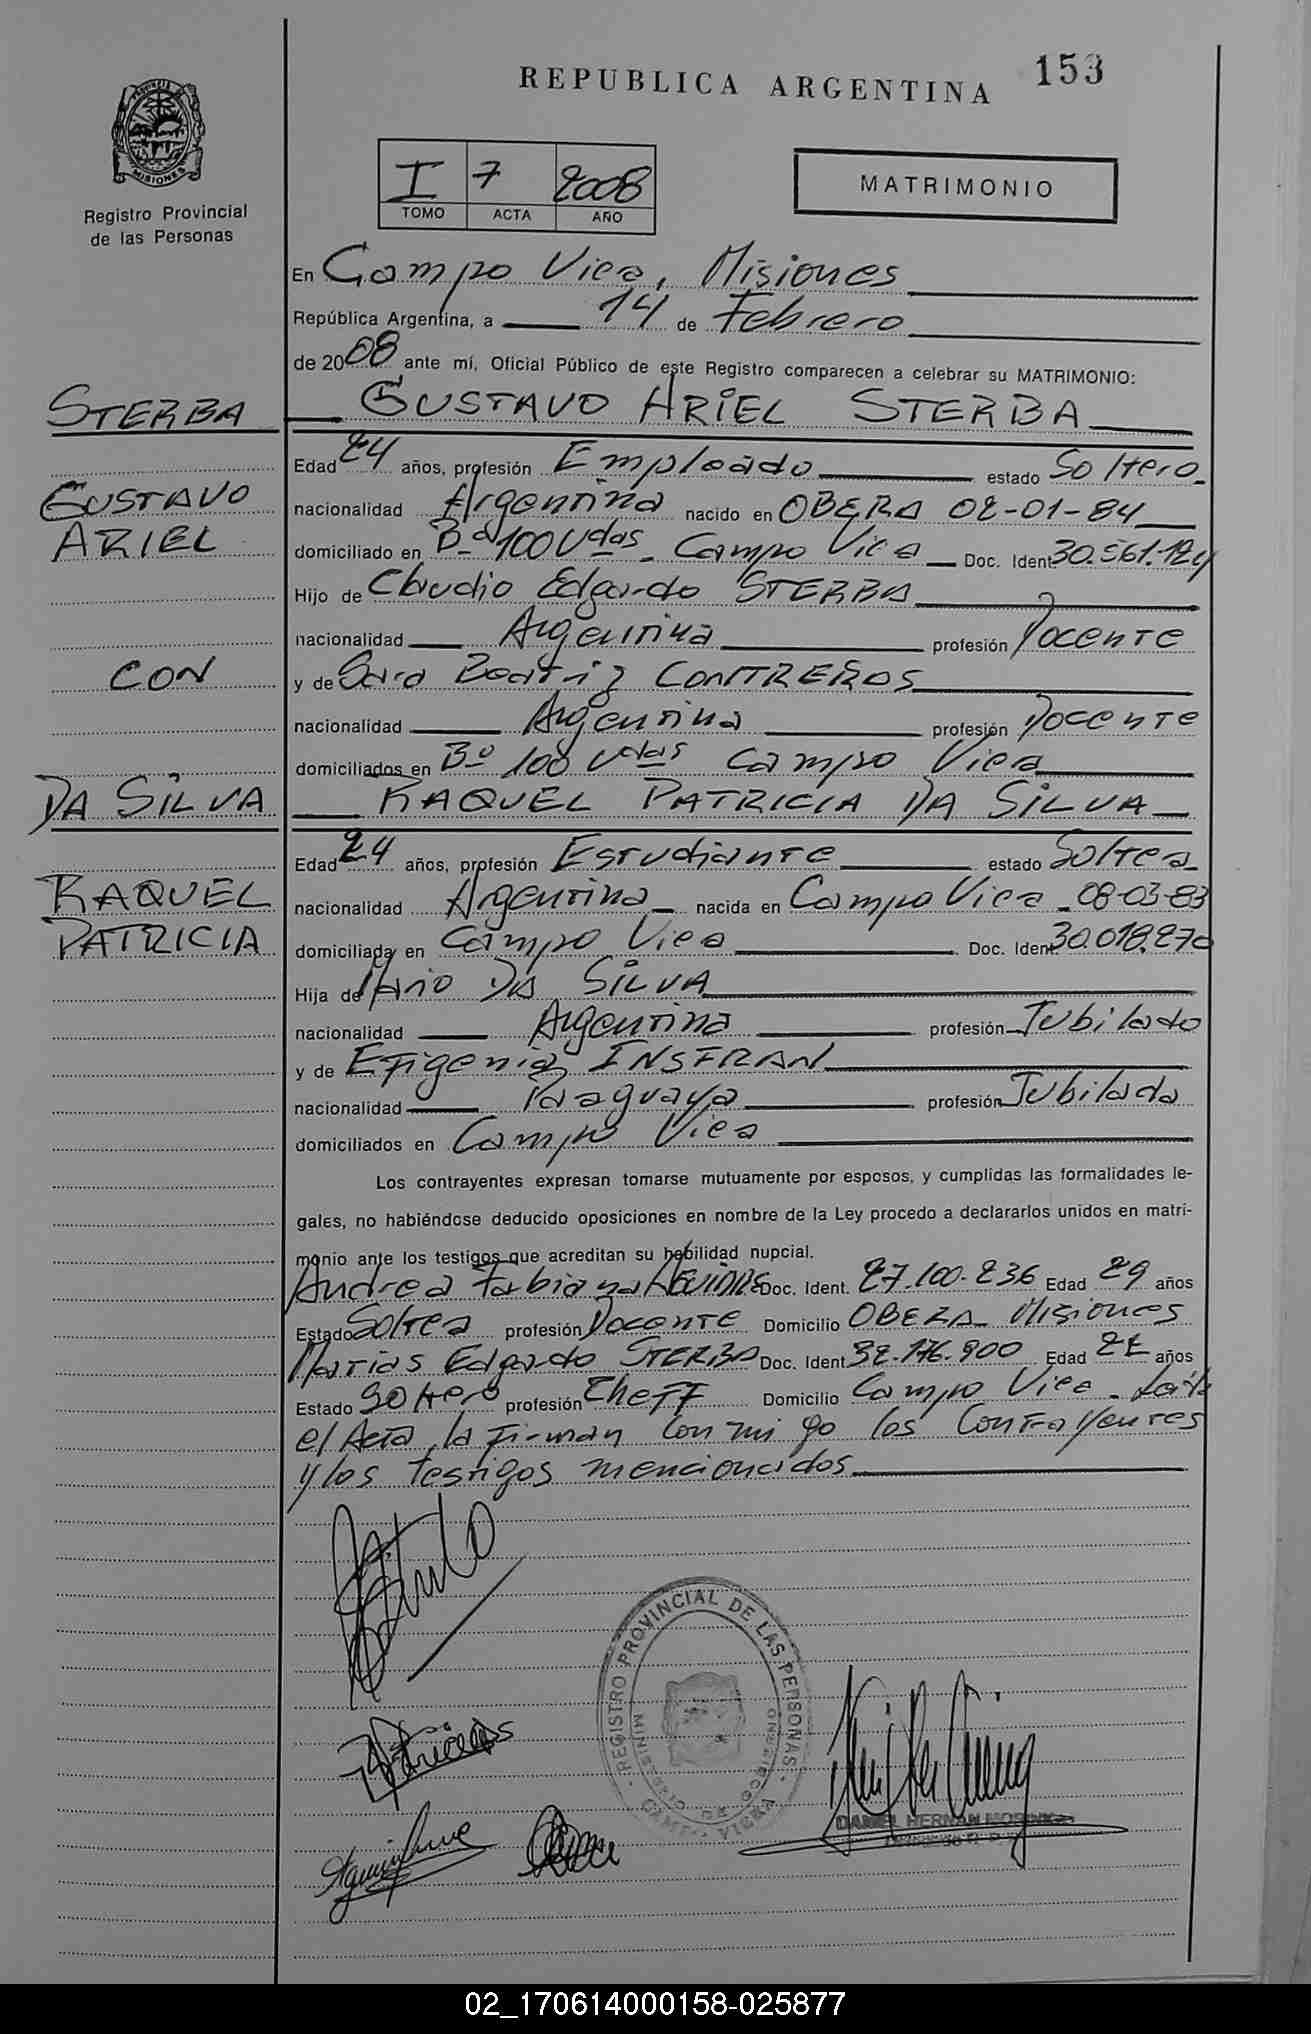 153
REPUBLICA ARGENTINA
MISIONES
Registro Provincial
de las Personas
I 7 2008
TOMO ACTA AÑO
MATRIMONIO
En Campo Viera, Misiones
República Argentina, a 14 de Febrero
de 2008 ante mí, Oficial Público de este Registro comparecen a celebrar su MATRIMONIO:
STERBA
GUSTAVO ARIEL STERBA
Edad 24 años, profesión Empleado estado Soltero
GUSTAVO
nacionalidad Argentina nacido en OBERA 02-01-84
ARIEL
domiciliado en Bº 100 Vdas. Campo Viera Doc. Ident. 30.561.124
Hijo de Claudio Edgardo STERBA
nacionalidad Argentina profesión Docente
CON
y de Sara Beatriz CONTREROS
nacionalidad Argentina profesión Docente
domiciliados en Bº 100 Vdas Campo Viera
DA SILVA
RAQUEL PATRICIA DA SILVA
Edad 24 años, profesión Estudiante estado Soltera
RAQUEL
nacionalidad Argentina nacida en Campo Viera 08-03-83
PATRICIA
domiciliada en Campo Viera Doc. Ident. 30.018.270
Hija de Mario DA SILVA
nacionalidad Argentina profesión Jubilado
y de Efigenia INSFRAN
nacionalidad Paraguaya profesión Jubilada
domiciliados en Campo Viera
Los contrayentes expresan tomarse mutuamente por esposos, y cumplidas las formalidades le-
gales, no habiéndose deducido oposiciones en nombre de la Ley procedo a declararlos unidos en matri-
monio ante los testigos que acreditan su habilidad nupcial.
Andrea Fabiana Doc. Ident. 27.100.236 Edad 29 años
Estado Soltera profesión Docente Domicilio OBERA Misiones
Matias Edgardo STERBA Doc. Ident. 32.176.900 Edad 22 años
Estado Soltero profesión Cheff Domicilio Campo Viera
el Acta, la firman conmigo los Contrayentes
y los testigos mencionados
REGISTRO PROVINCIAL DE LAS PERSONAS
CAMPO VIERA
DANIEL HERNAN
02_170614000158-025877